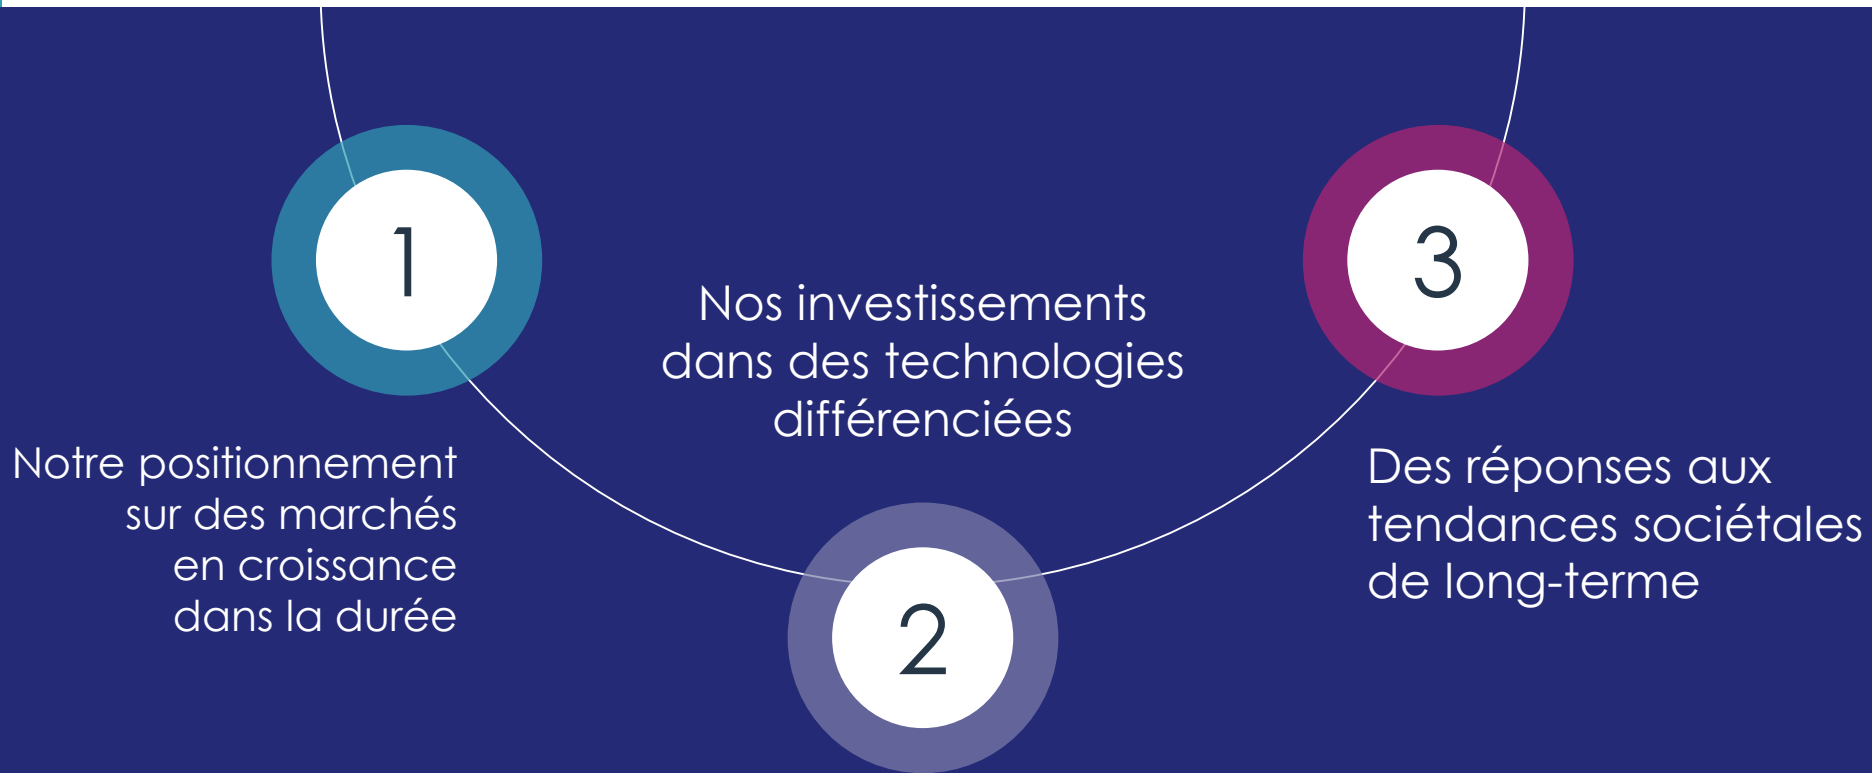 1
Notre positionnement
sur des marchés
en croissance
dans la durée
Nos investissements
dans des technologies
différenciées
2
3
Des réponses aux
tendances sociétales
de long-terme